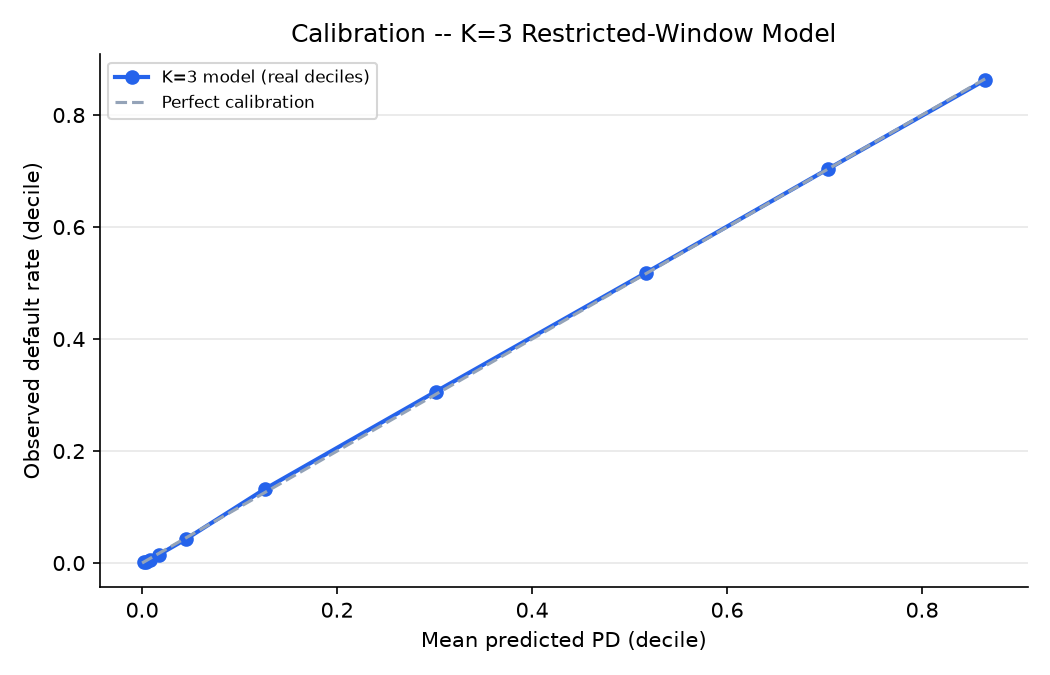 Calibration -- K=3 Restricted-Window Model
K=3 model (real deciles)
Perfect calibration
Observed default rate (decile)
0.8
0.6
0.4
0.2
0.0
0.0 0.2 0.4 0.6 0.8
Mean predicted PD (decile)